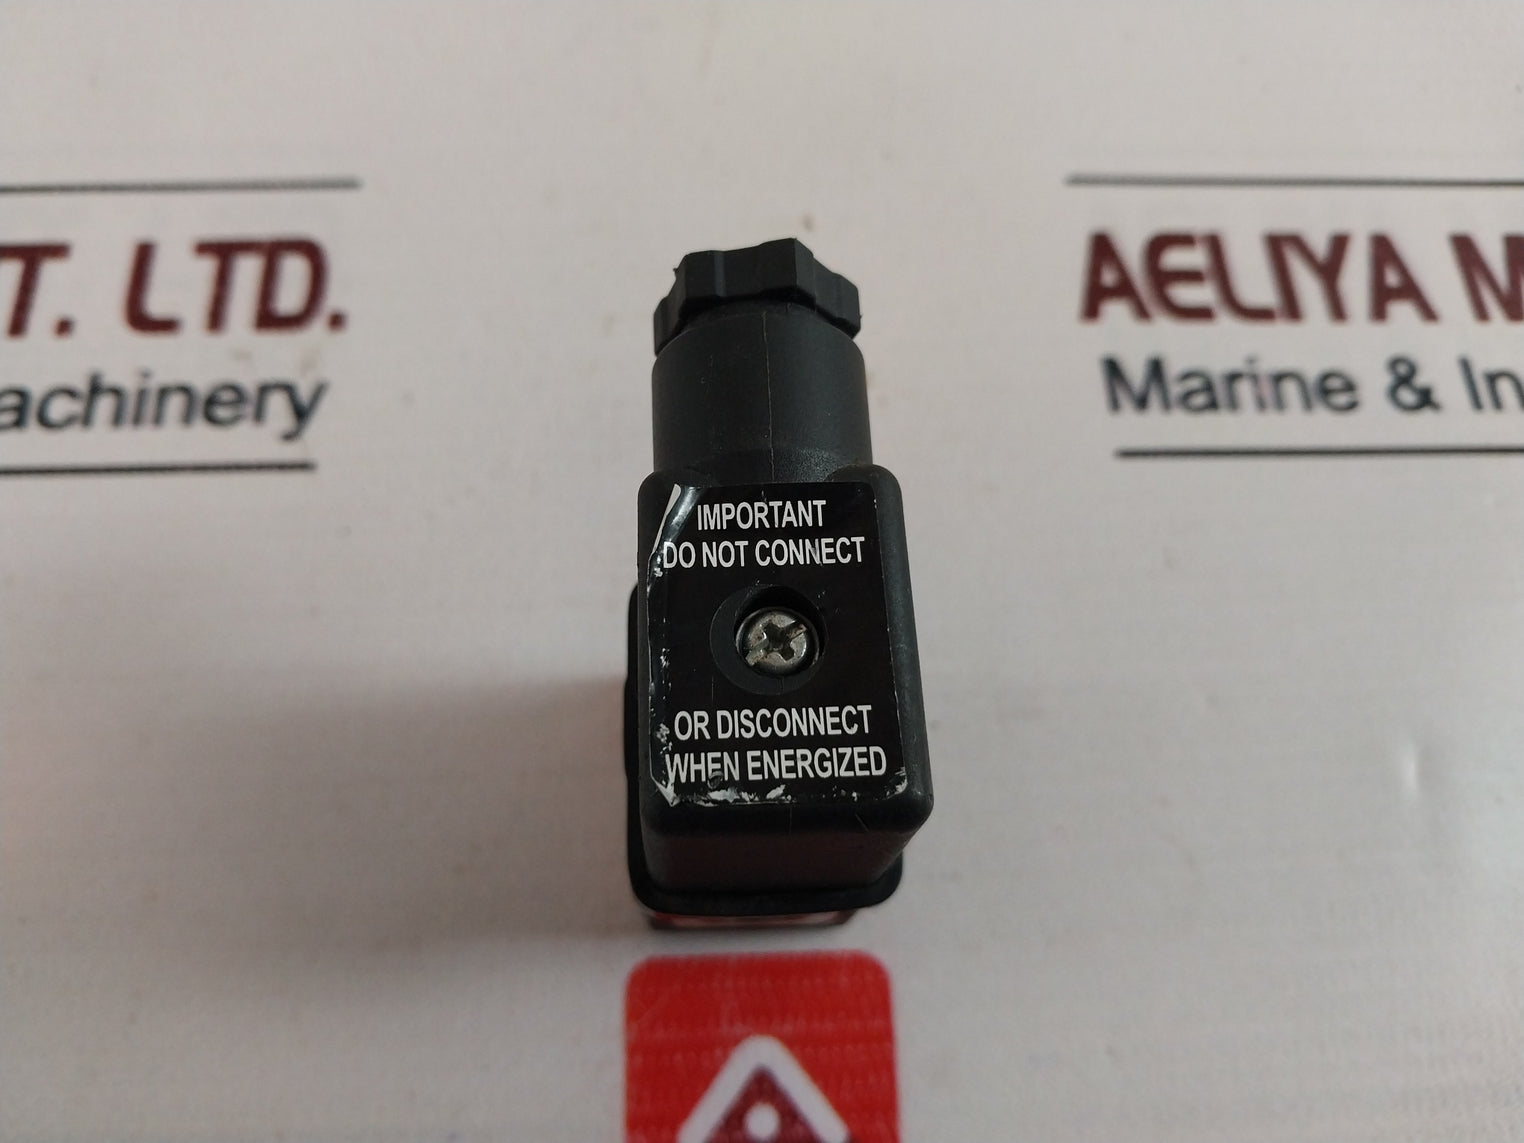 T. LTD.
achinery
AELIYA M
Marine & In
IMPORTANT
DO NOT CONNECT
OR DISCONNECT
WHEN ENERGIZED